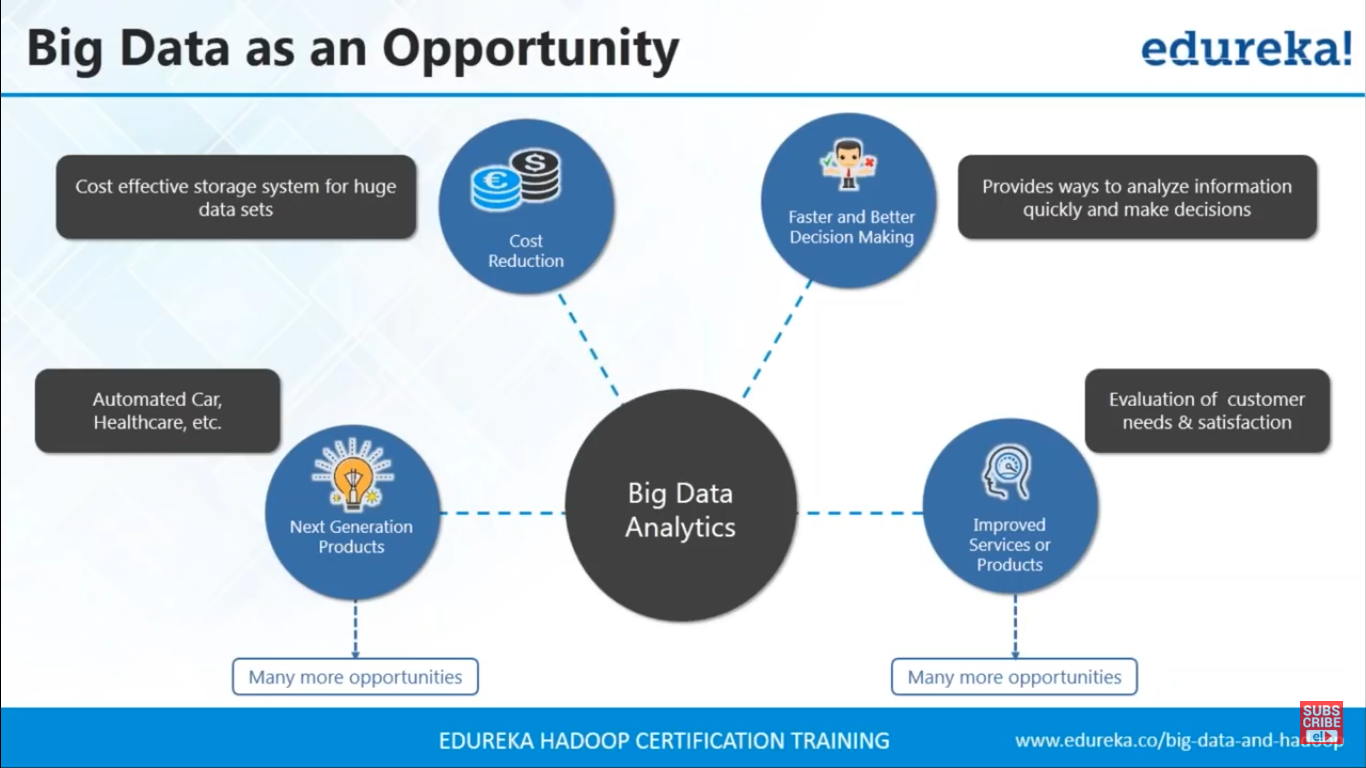 Big Data as an Opportunity
edureka!
Cost effective storage system for huge
data sets
€
$
Cost
Reduction
Faster and Better
Decision Making
Provides ways to analyze information
quickly and make decisions
Automated Car,
Healthcare, etc.
Next Generation
Products
Big Data
Analytics
Improved
Services or
Products
Evaluation of customer
needs & satisfaction
Many more opportunities
Many more opportunities
EDUREKA HADOOP CERTIFICATION TRAINING
www.edureka.co/big-data-and-hadoop
SUBS
CRIBE
e!